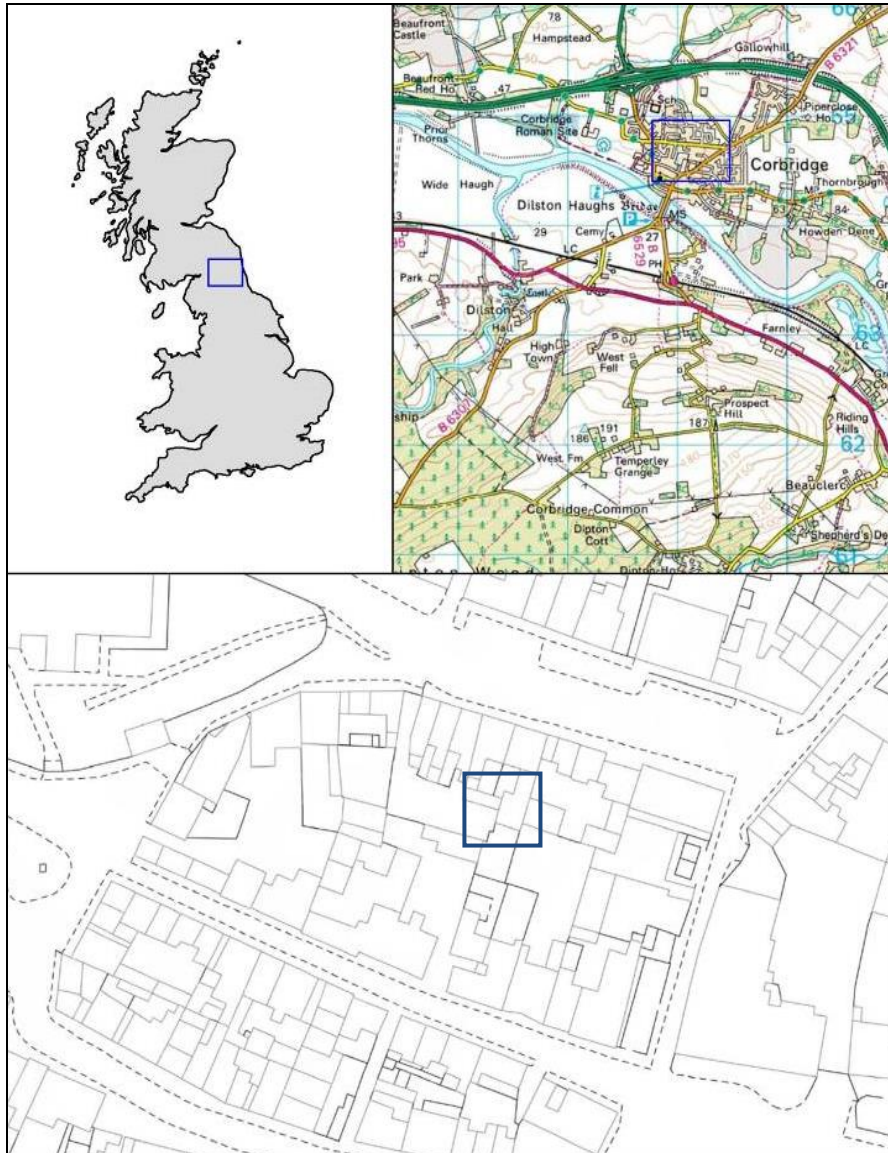 Beaufront
Castle
78
Hampstead
Gallowhill
B 6321
Beaufront
Red Ho
47
Sch
Piperclose
Ho
Prior
Thorns
Corbridge
Roman Site
Corbridge
Wide Haugh
Thornbrough
Dilston Haughs
Bridge
MS
84
Howden Dene
29
Cemy
LC
27
B 6529
PH
Park
Dilston
Hall
Farnley
63
LC
High
Town
West
Fell
Prospect
Hill
187
Riding
Hills
B 6307
191
186
62
West Fm
Temperley
Grange
Beauclerc
Corbridge Common
Dipton
Cott
Shepherd's De